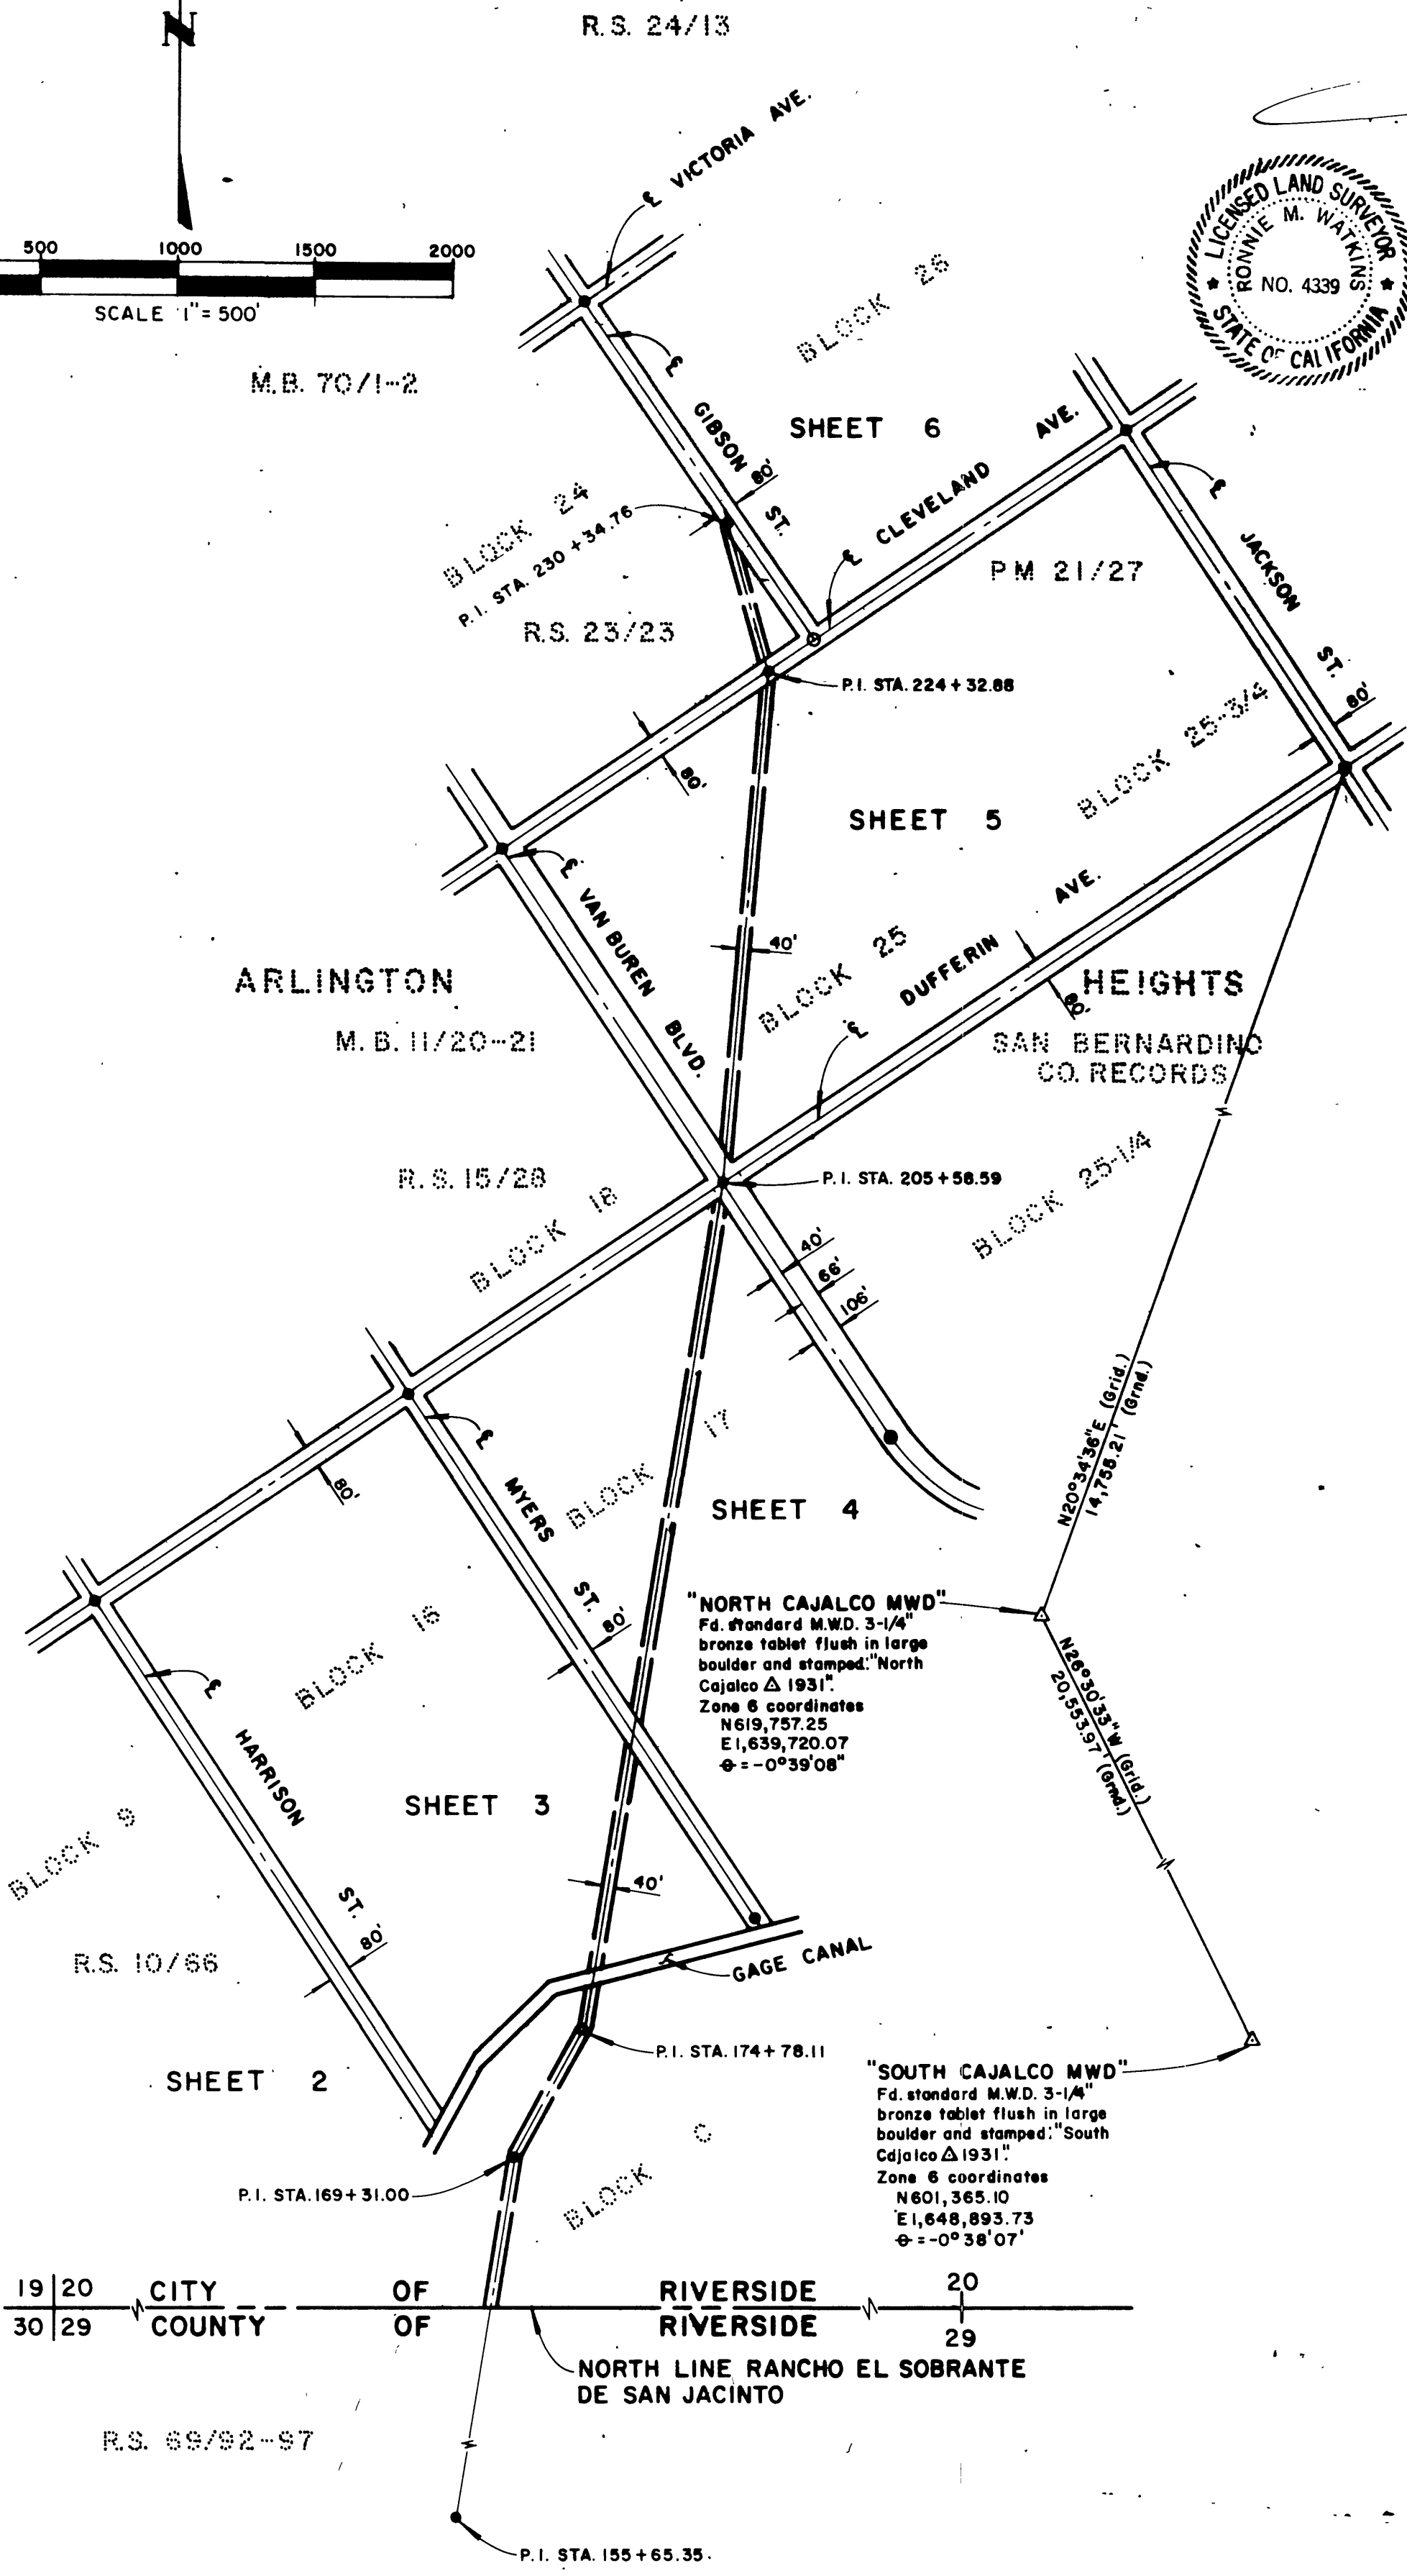 N
R.S. 24/13
℄ VICTORIA AVE.
500 1000 1500 2000
SCALE 1"= 500'
LICENSED LAND SURVEYOR
RONNIE M. WATKINS
NO. 4339
STATE OF CALIFORNIA
M.B. 70/1-2
BLOCK 26
℄ GIBSON ST.
80'
SHEET 6
℄ CLEVELAND AVE.
℄ JACKSON ST.
80'
BLOCK 24
P.I. STA. 230 + 34.76
PM 21/27
R.S. 23/23
P.I. STA. 224 + 32.88
80'
BLOCK 25-3/4
SHEET 5
℄ VAN BUREN BLVD.
40'
BLOCK 25
℄ DUFFERIN AVE.
80'
ARLINGTON HEIGHTS
M.B. 11/20-21
SAN BERNARDINO
CO. RECORDS
R.S. 15/28
BLOCK 18
P.I. STA. 205 + 58.59
BLOCK 25-1/4
40'
66'
106'
80'
℄ MYERS ST.
80'
BLOCK 17
SHEET 4
N20°34'36"E (Grid.)
14,758.21' (Grnd.)
"NORTH CAJALCO MWD"
Fd. standard M.W.D. 3-1/4"
bronze tablet flush in large
boulder and stamped:"North
Cajalco △ 1931".
Zone 6 coordinates
N619,757.25
E1,639,720.07
θ = -0°39'08"
N26°30'33"W (Grid.)
20,553.97' (Grnd.)
BLOCK 16
℄ HARRISON ST.
80'
SHEET 3
BLOCK 9
40'
R.S. 10/66
GAGE CANAL
P.I. STA. 174 + 78.11
SHEET 2
"SOUTH CAJALCO MWD"
Fd. standard M.W.D. 3-1/4"
bronze tablet flush in large
boulder and stamped:"South
Cajalco △ 1931".
Zone 6 coordinates
N601,365.10
E1,648,893.73
θ = -0°38'07'
BLOCK C
P.I. STA. 169 + 31.00
19 20 CITY OF RIVERSIDE 20
30 29 COUNTY OF RIVERSIDE 29
NORTH LINE RANCHO EL SOBRANTE
DE SAN JACINTO
R.S. 69/92-97
P.I. STA. 155 + 65.35